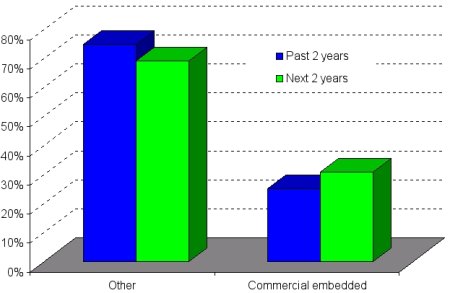 80%
70%
60%
50%
40%
30%
20%
10%
0%
Past 2 years
Next 2 years
Other
Commercial embedded